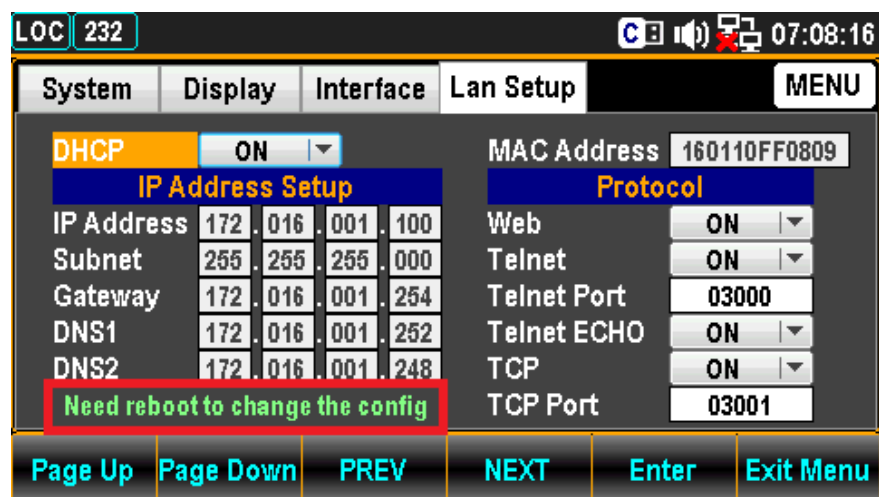 LOC 232 C 07:08:16
System Display Interface Lan Setup MENU
DHCP ON MAC Address 160110FF0809
IP Address Setup Protocol
IP Address 172 . 016 . 001 . 100 Web ON
Subnet 255 . 255 . 255 . 000 Telnet ON
Gateway 172 . 016 . 001 . 254 Telnet Port 03000
DNS1 172 . 016 . 001 . 252 Telnet ECHO ON
DNS2 172 . 016 . 001 . 248 TCP ON
Need reboot to change the config TCP Port 03001
Page Up Page Down PREV NEXT Enter Exit Menu